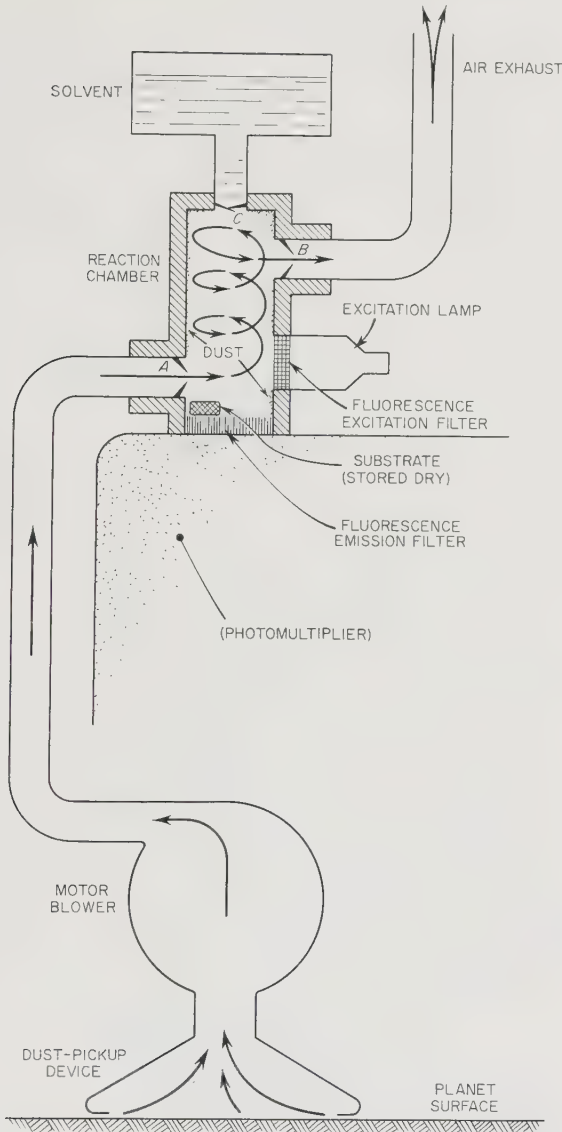 AIR EXHAUST
SOLVENT
C
B
REACTION
CHAMBER
EXCITATION LAMP
DUST
A
FLUORESCENCE
EXCITATION FILTER
SUBSTRATE
(STORED DRY)
FLUORESCENCE
EMISSION FILTER
(PHOTOMULTIPLIER)
MOTOR
BLOWER
DUST-PICKUP
DEVICE
PLANET
SURFACE